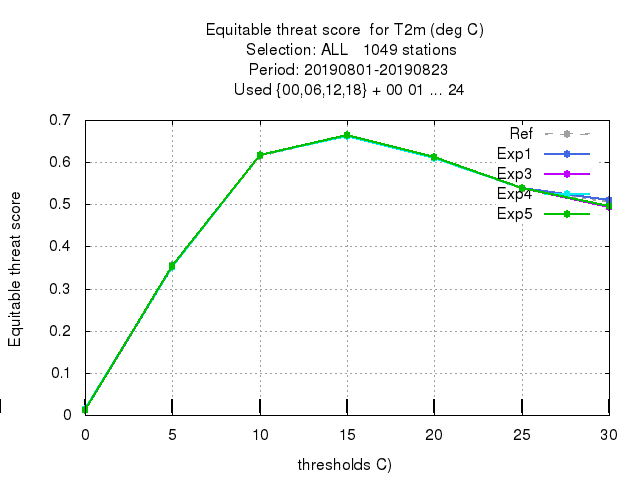 Equitable threat score  for T2m (deg C)
Selection: ALL   1049 stations
Period: 20190801-20190823
Used {00,06,12,18} + 00 01 ... 24
Equitable threat score
0.7
0.6
0.5
0.4
0.3
0.2
0.1
0
Ref
Exp1
Exp3
Exp4
Exp5
0
5
10
15
20
25
30
thresholds C)